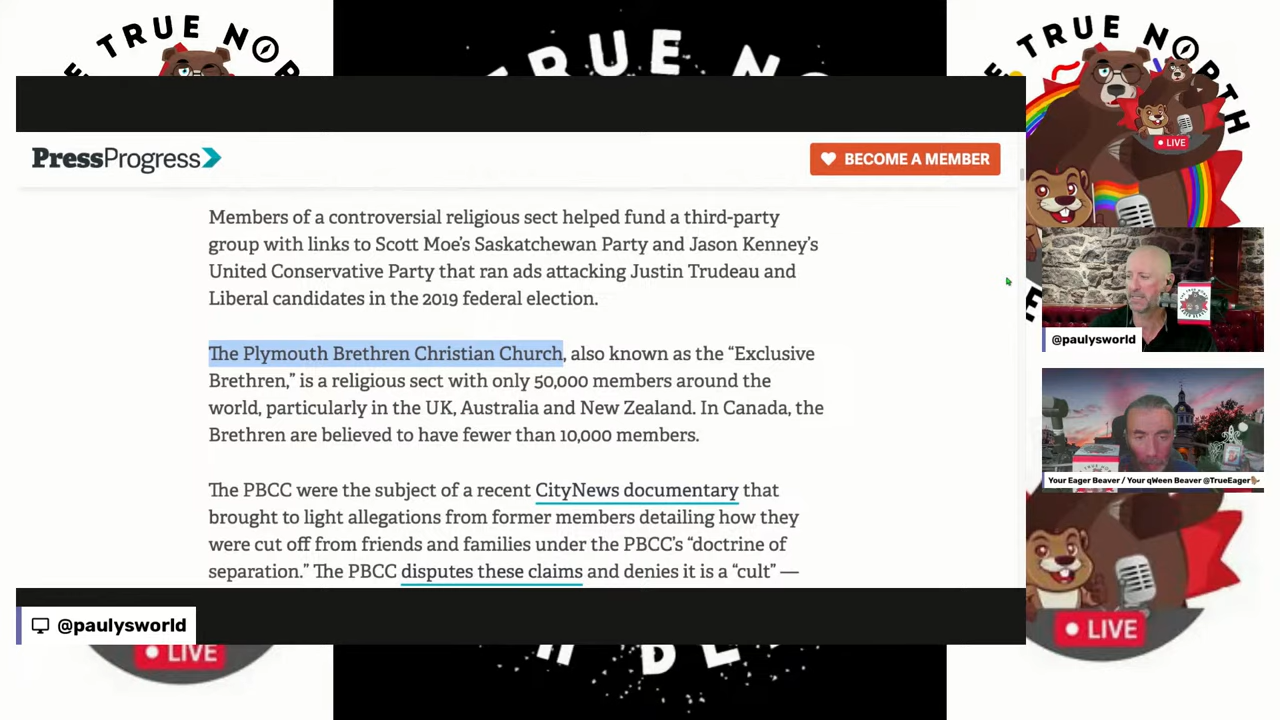 THE TRUE NORTH
E TRUE NORTH
TRUE NO
LIVE
PressProgress
BECOME A MEMBER
Members of a controversial religious sect helped fund a third-party
group with links to Scott Moe's Saskatchewan Party and Jason Kenney's
United Conservative Party that ran ads attacking Justin Trudeau and
Liberal candidates in the 2019 federal election.
The Plymouth Brethren Christian Church, also known as the “Exclusive
Brethren,” is a religious sect with only 50,000 members around the
world, particularly in the UK, Australia and New Zealand. In Canada, the
Brethren are believed to have fewer than 10,000 members.
The PBCC were the subject of a recent CityNews documentary that
brought to light allegations from former members detailing how they
were cut off from friends and families under the PBCC's “doctrine of
separation.” The PBCC disputes these claims and denies it is a “cult” —
@paulysworld
Your Eager Beaver / Your qWeen Beaver @TrueEager
@paulysworld
LIVE
LIVE